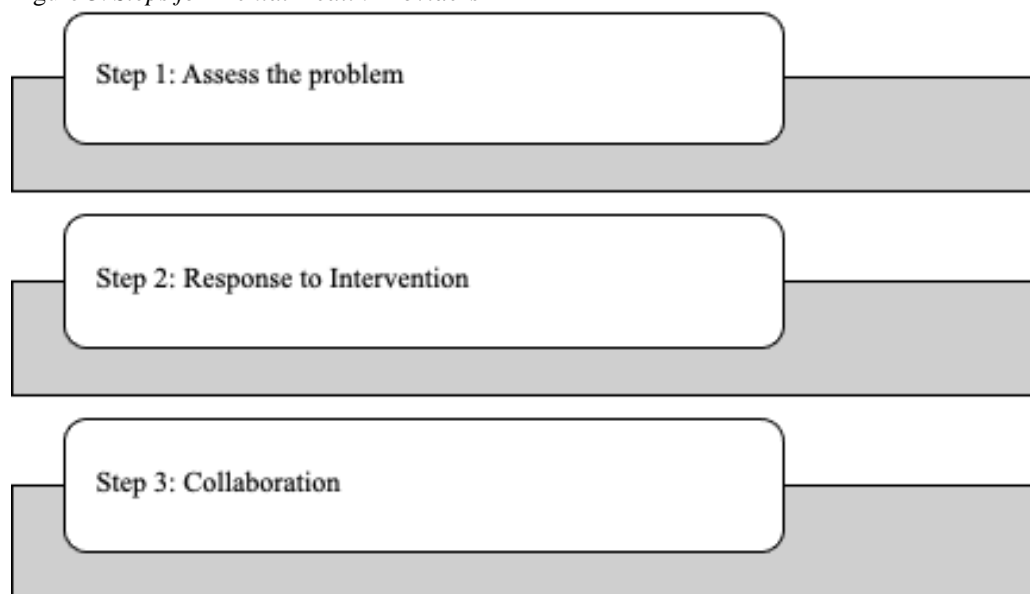 Step 1: Assess the problem
Step 2: Response to Intervention
Step 3: Collaboration